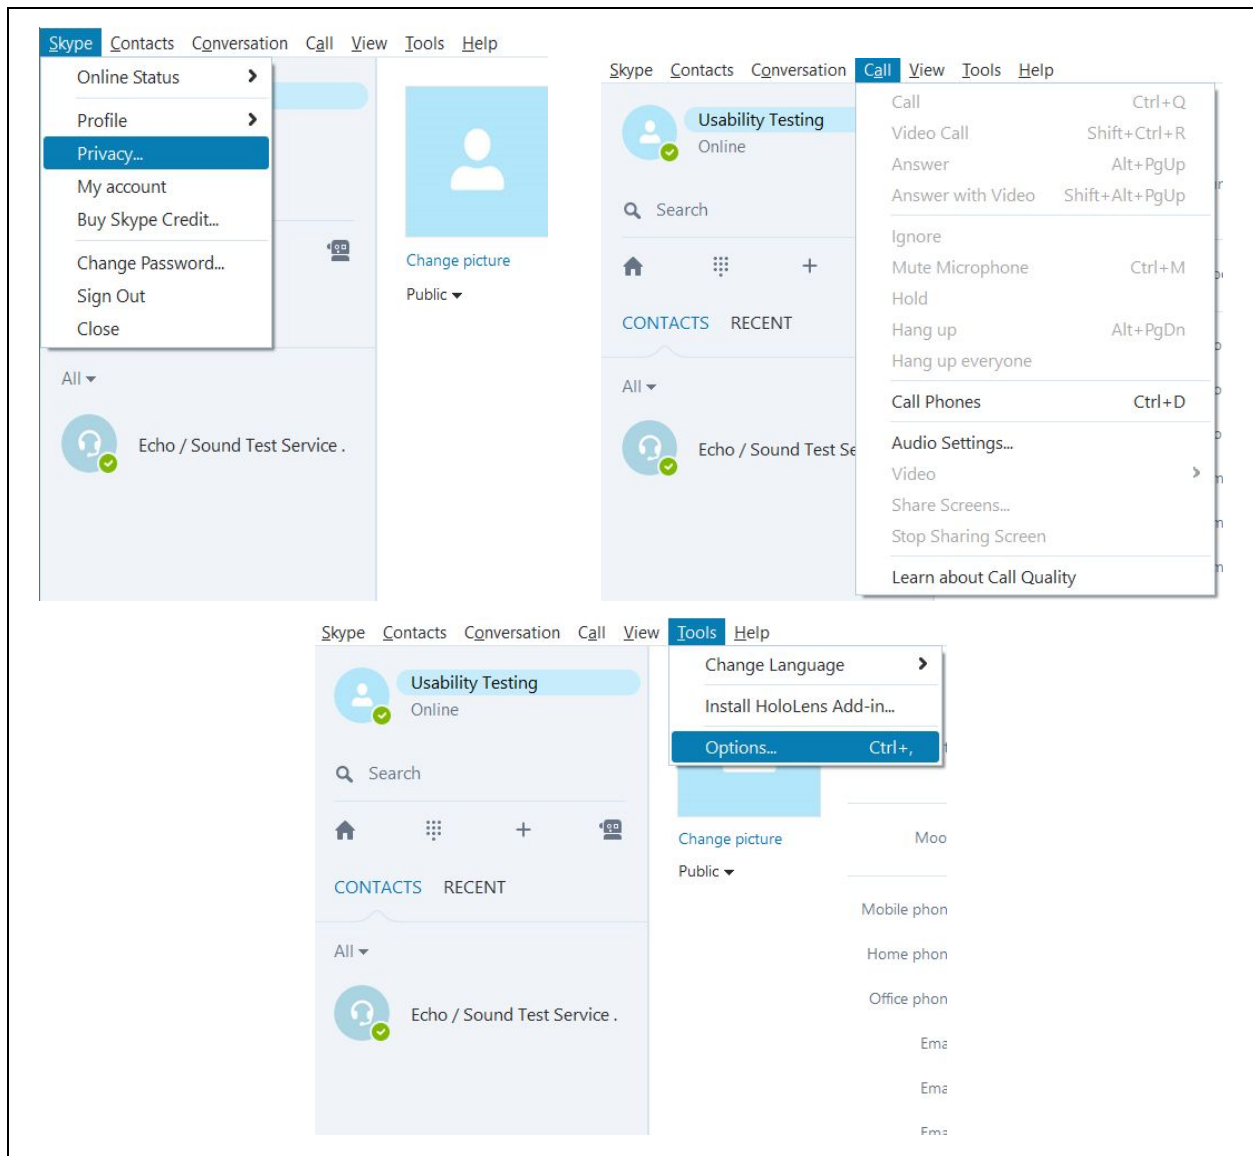 Skype Contacts Conversation Call View Tools Help
Online Status
Profile
Privacy...
My account
Buy Skype Credit...
Change Password...
Sign Out
Close
Change picture
Public
All
Echo / Sound Test Service .
Skype Contacts Conversation Call View Tools Help
Usability Testing
Online
Search
CONTACTS RECENT
All
Echo / Sound Test Se
Call Ctrl+Q
Video Call Shift+Ctrl+R
Answer Alt+PgUp
Answer with Video Shift+Alt+PgUp
Ignore
Mute Microphone Ctrl+M
Hold
Hang up Alt+PgDn
Hang up everyone
Call Phones Ctrl+D
Audio Settings...
Video
Share Screens...
Stop Sharing Screen
Learn about Call Quality
Skype Contacts Conversation Call View Tools Help
Usability Testing
Online
Search
CONTACTS RECENT
All
Echo / Sound Test Service .
Change Language
Install HoloLens Add-in...
Options... Ctrl+,
Change picture
Public
Moo
Mobile phon
Home phon
Office phon
Ema
Ema
Ema